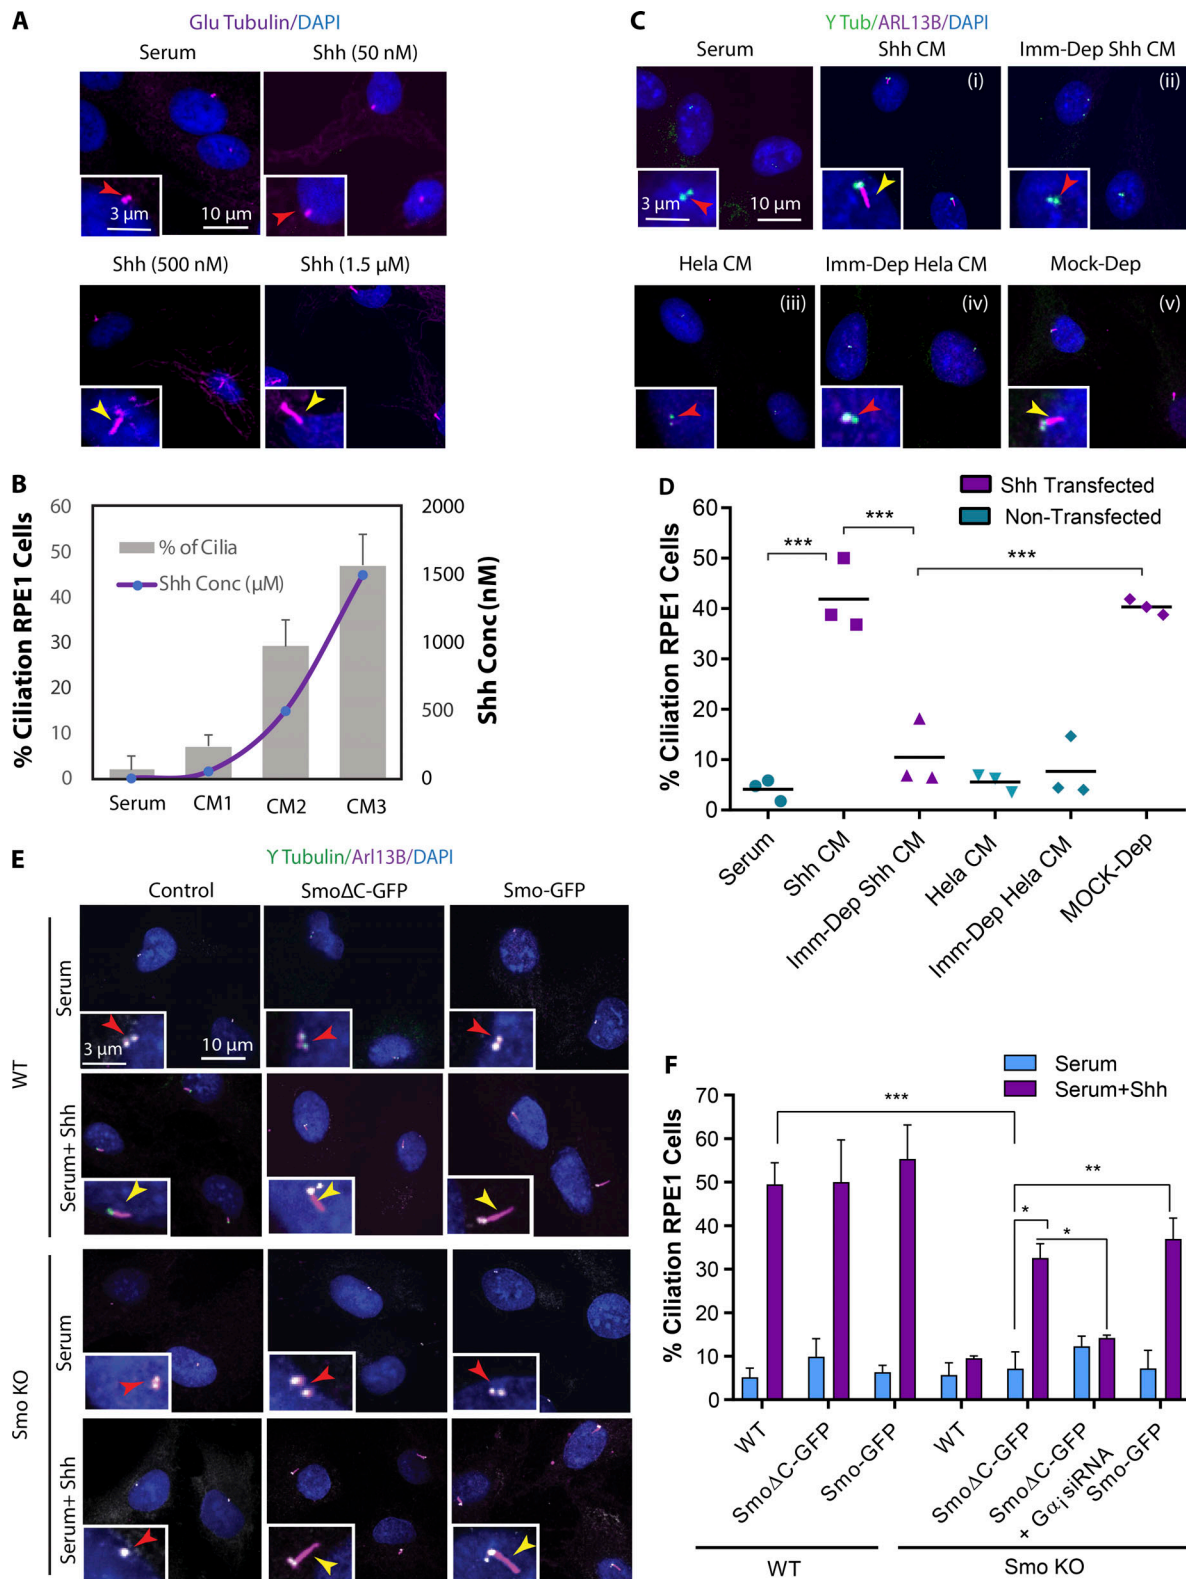 A
Glu Tubulin/DAPI
Serum
Shh (50 nM)
3 μm
10 μm
Shh (500 nM)
Shh (1.5 μM)
B
% Ciliation RPE1 Cells
60
50
40
30
20
10
0
% of Cilia
Shh Conc (μM)
2000
1500
1000
500
0
Shh Conc (nM)
Serum
CM1
CM2
CM3
C
ϒ Tub/ARL13B/DAPI
Serum
Shh CM
Imm-Dep Shh CM
(i)
(ii)
3 μm
10 μm
Hela CM
Imm-Dep Hela CM
Mock-Dep
(iii)
(iv)
(v)
D
Shh Transfected
Non-Transfected
% Ciliation RPE1 Cells
60
50
40
30
20
10
0
***
***
***
Serum
Shh CM
Imm-Dep Shh CM
Hela CM
Imm-Dep Hela CM
MOCK-Dep
E
ϒ Tubulin/Arl13B/DAPI
Control
SmoΔC-GFP
Smo-GFP
WT
Serum
3 μm
10 μm
Serum+ Shh
Smo KO
Serum
Serum+ Shh
F
Serum
Serum+Shh
% Ciliation RPE1 Cells
70
60
50
40
30
20
10
0
***
**
*
*
WT
SmoΔC-GFP
Smo-GFP
WT
SmoΔC-GFP
SmoΔC-GFP
+ Gαi siRNA
Smo-GFP
WT
Smo KO